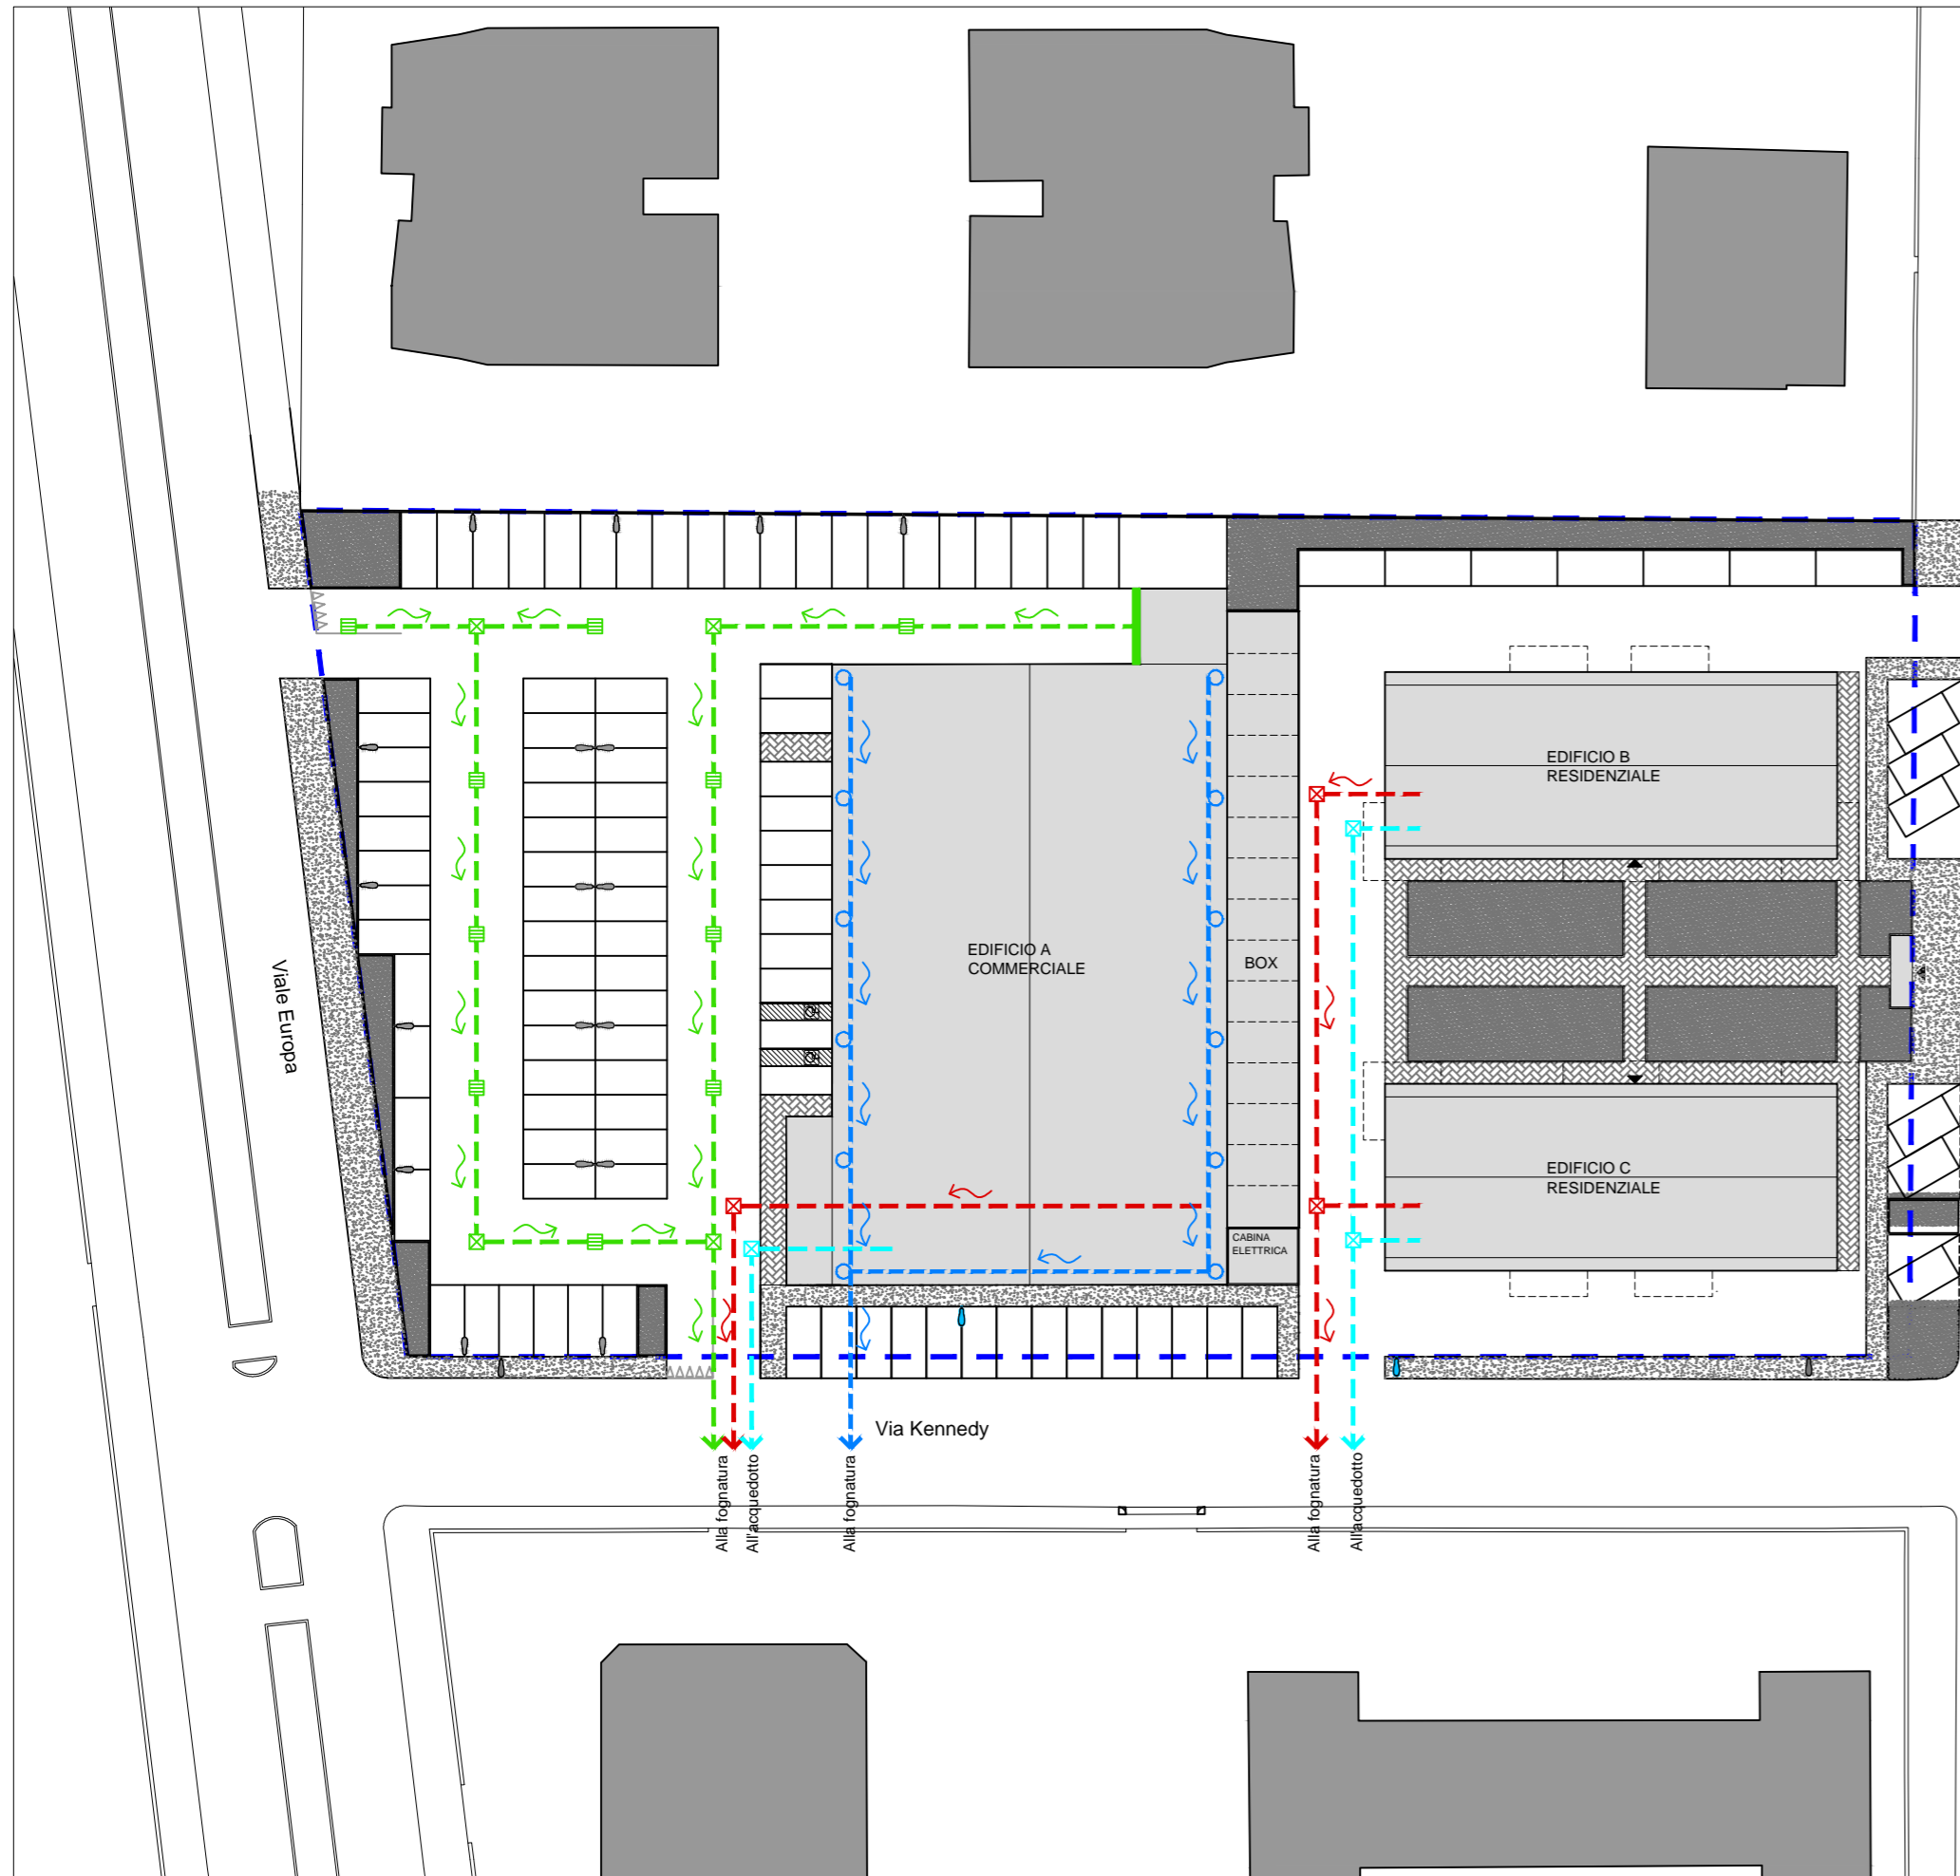 EDIFICIO B
RESIDENZIALE
EDIFICIO A
COMMERCIALE
BOX
Viale Europa
EDIFICIO C
RESIDENZIALE
CABINA
ELETTRICA
Via Kennedy
Alla fognatura
All'acquedotto
Alla fognatura
Alla fognatura
All'acquedotto